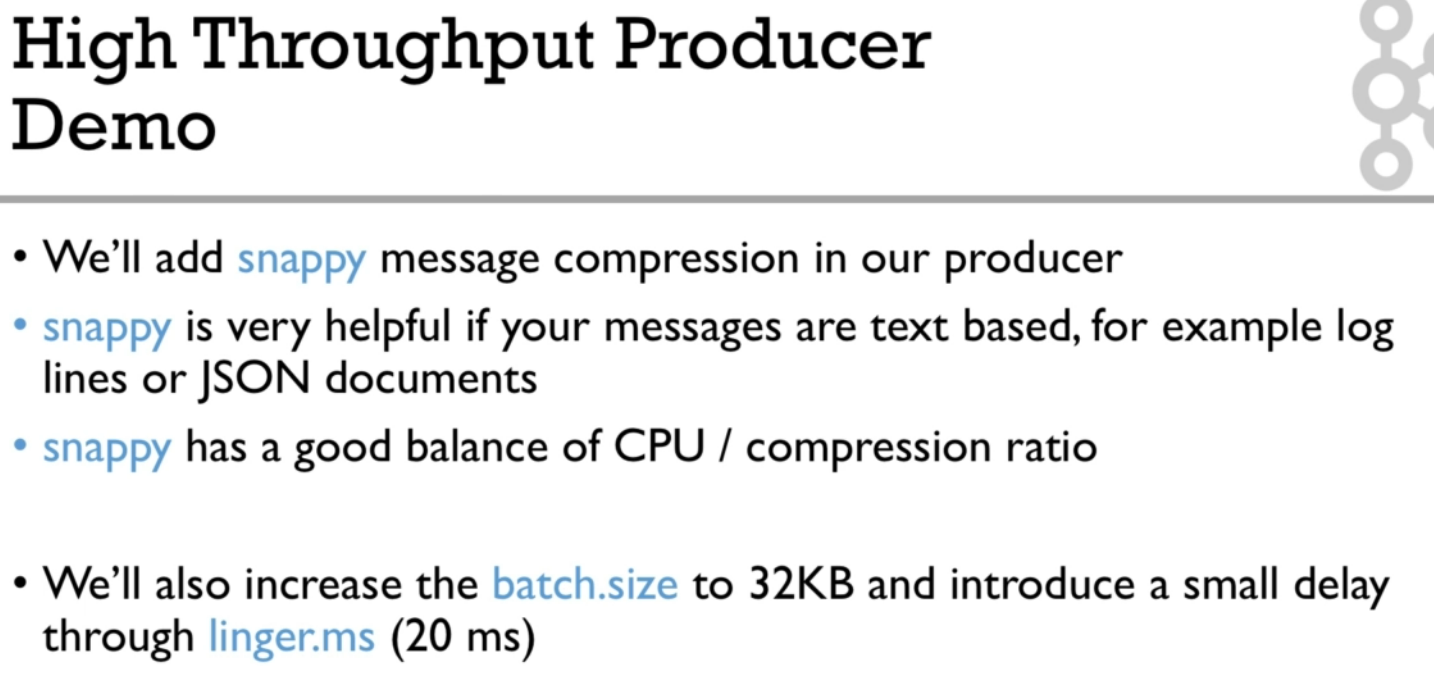 High Throughput Producer
Demo
• We’ll add snappy message compression in our producer
• snappy is very helpful if your messages are text based, for example log
lines or JSON documents
• snappy has a good balance of CPU / compression ratio
• We’ll also increase the batch.size to 32KB and introduce a small delay
through linger.ms (20 ms)